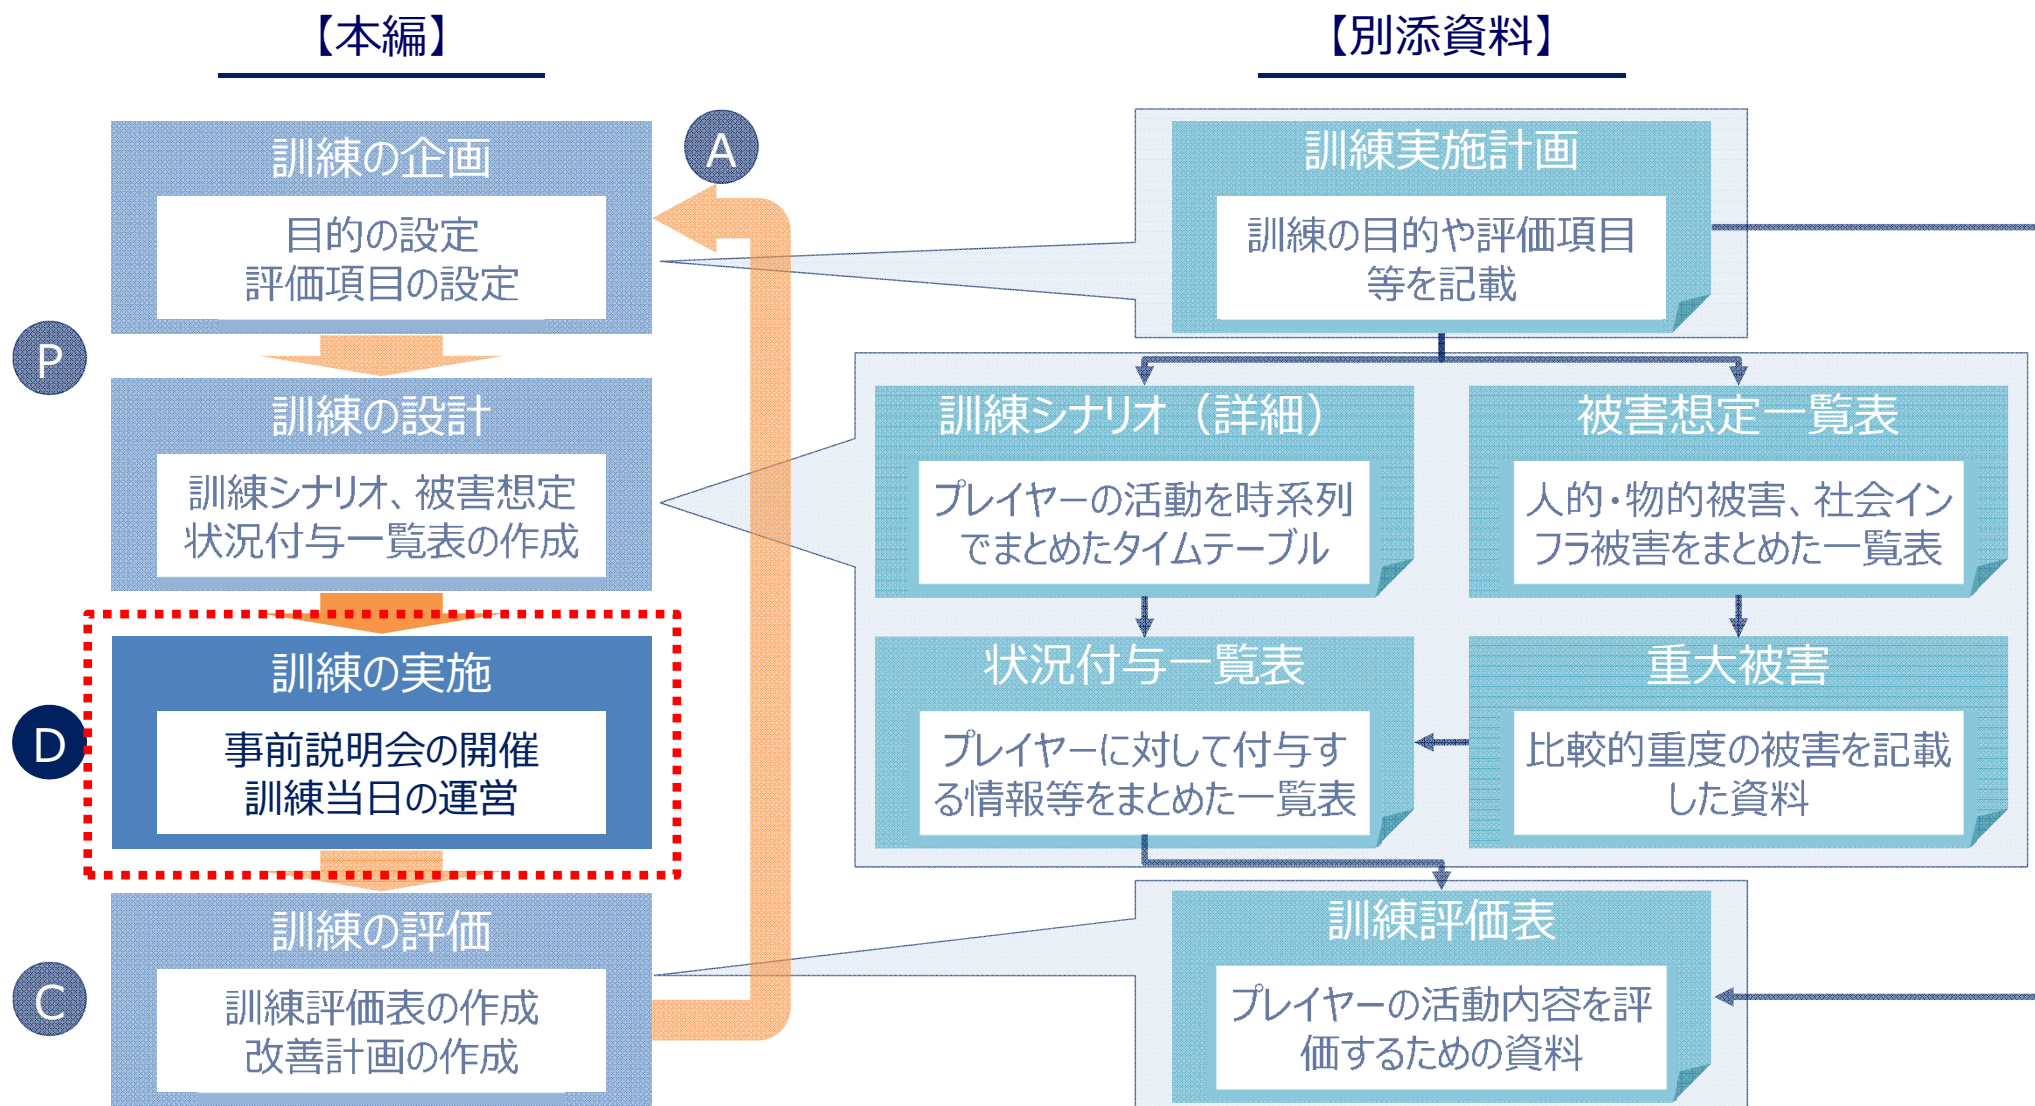 【本編】
訓練の企画
目的の設定
評価項目の設定
P
訓練の設計
訓練シナリオ、被害想定
状況付与一覧表の作成
D
訓練の実施
事前説明会の開催
訓練当日の運営
C
訓練の評価
訓練評価表の作成
改善計画の作成
A
【別添資料】
訓練実施計画
訓練の目的や評価項目
等を記載
訓練シナリオ（詳細）
プレイヤーの活動を時系列
でまとめたタイムテーブル
被害想定一覧表
人的・物的被害、社会イン
フラ被害をまとめた一覧表
状況付与一覧表
プレイヤーに対して付与す
る情報等をまとめた一覧表
重大被害
比較的重度の被害を記載
した資料
訓練評価表
プレイヤーの活動内容を評
価するための資料